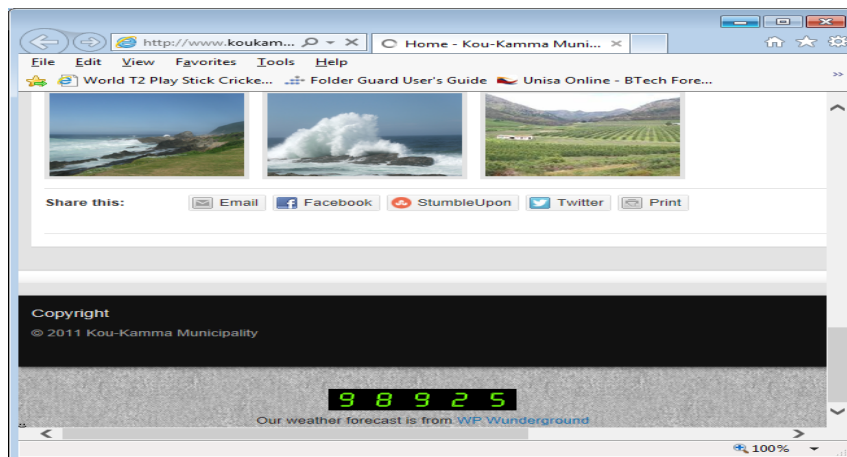 http://www.koukam...
Home - Kou-Kamma Muni...
File Edit View Favorites Tools Help
World T2 Play Stick Cricke... Folder Guard User's Guide Unisa Online - BTech Fore...
Share this: Email Facebook StumbleUpon Twitter Print
Copyright
© 2011 Kou-Kamma Municipality
98925
Our weather forecast is from WP Wunderground
100%